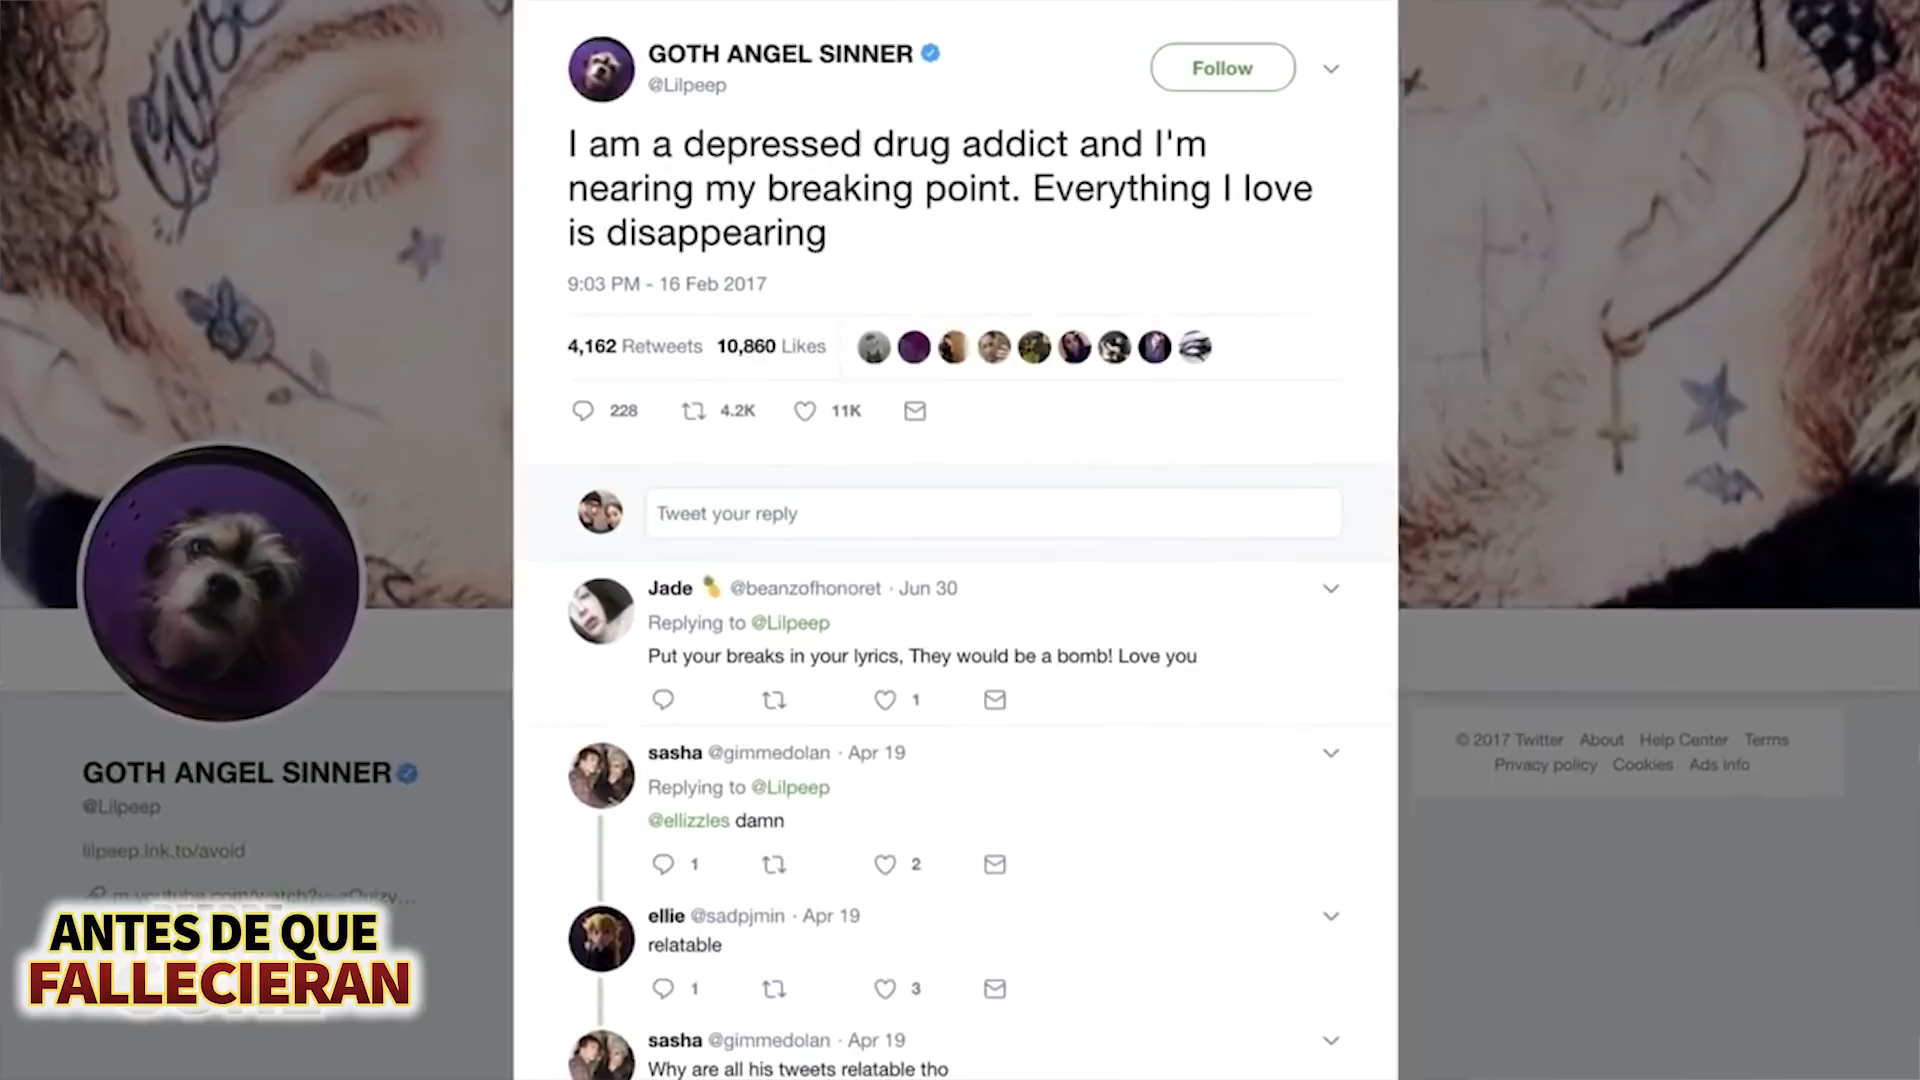 GOTH ANGEL SINNER
@Lilpeep
Follow
I am a depressed drug addict and I'm
nearing my breaking point. Everything I love
is disappearing
9:03 PM - 16 Feb 2017
4,162 Retweets 10,860 Likes
228 4.2K 11K
Tweet your reply
Jade @beanzofhonoret · Jun 30
Replying to @Lilpeep
Put your breaks in your lyrics, They would be a bomb! Love you
1
sasha @gimmedolan · Apr 19
Replying to @Lilpeep
@ellizzles damn
1 2
ellie @sadpjmin · Apr 19
relatable
1 3
sasha @gimmedolan · Apr 19
Why are all his tweets relatable tho
GOTH ANGEL SINNER
@Lilpeep
lilpeep.lnk.to/avoid
ANTES DE QUE
FALLECIERAN
© 2017 Twitter About Help Center Terms
Privacy policy Cookies Ads info